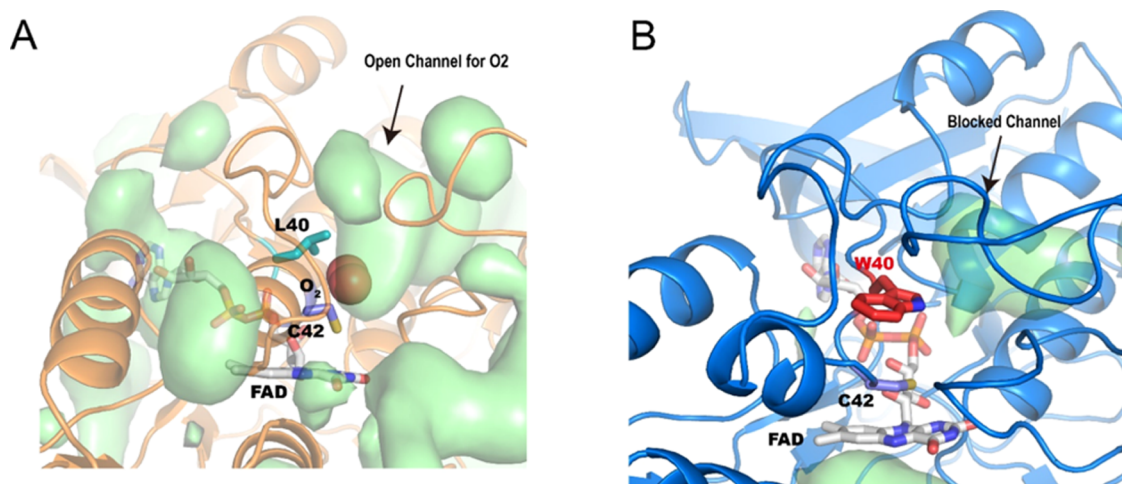 A
Open Channel for O2
L40
O2
C42
FAD
B
Blocked Channel
W40
C42
FAD